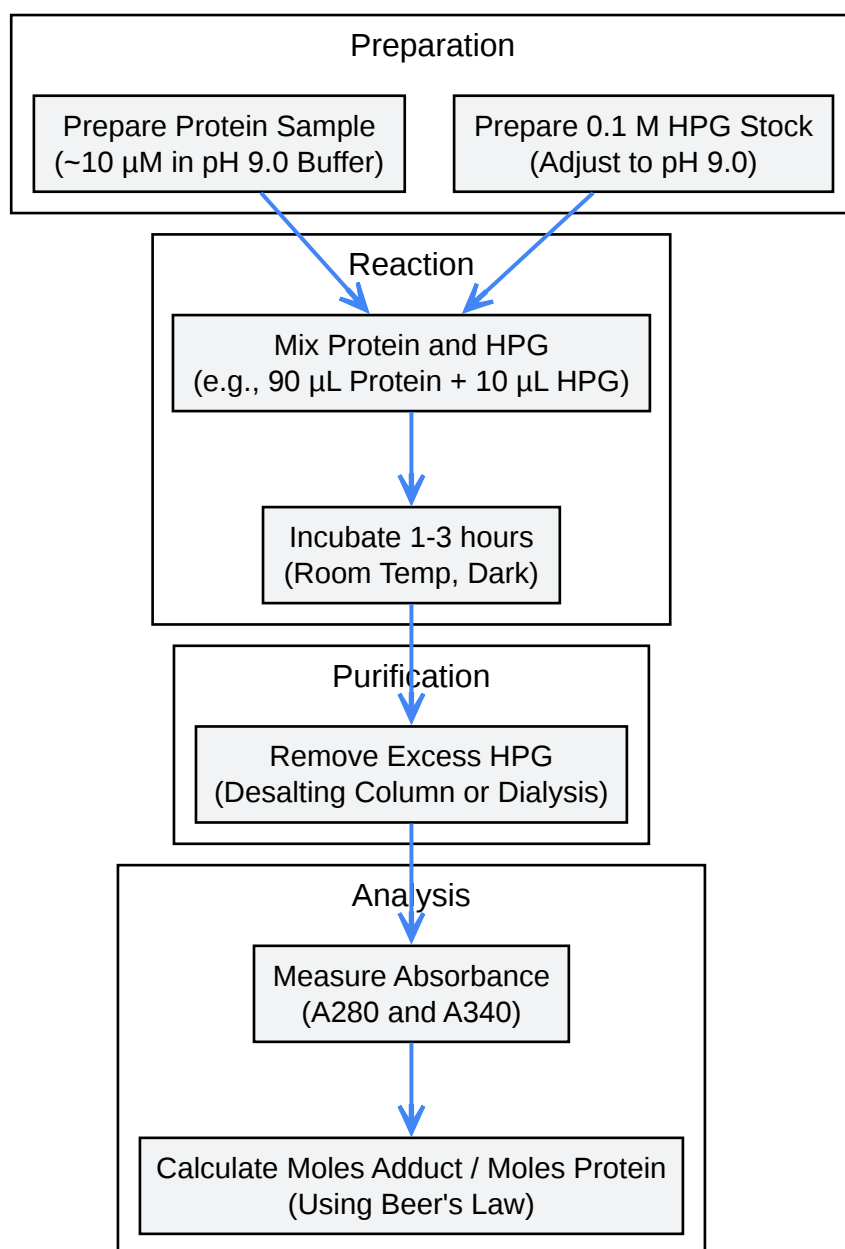 Preparation
Prepare Protein Sample
(~10 µM in pH 9.0 Buffer)
Prepare 0.1 M HPG Stock
(Adjust to pH 9.0)
Reaction
Mix Protein and HPG
(e.g., 90 µL Protein + 10 µL HPG)
Incubate 1-3 hours
(Room Temp, Dark)
Purification
Remove Excess HPG
(Desalting Column or Dialysis)
Analysis
Measure Absorbance
(A280 and A340)
Calculate Moles Adduct / Moles Protein
(Using Beer's Law)